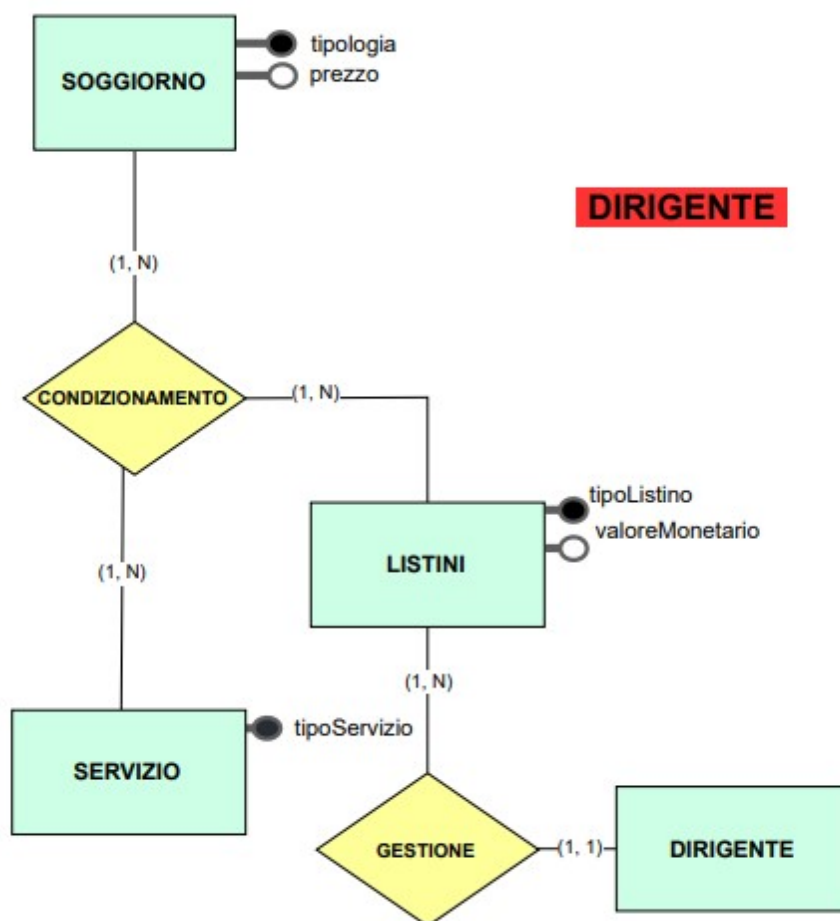 tipologia
prezzo
SOGGIORNO
DIRIGENTE
(1, N)
CONDIZIONAMENTO
(1, N)
tipoListino
valoreMonetario
LISTINI
(1, N)
(1, N)
tipoServizio
SERVIZIO
GESTIONE
(1, 1)
DIRIGENTE